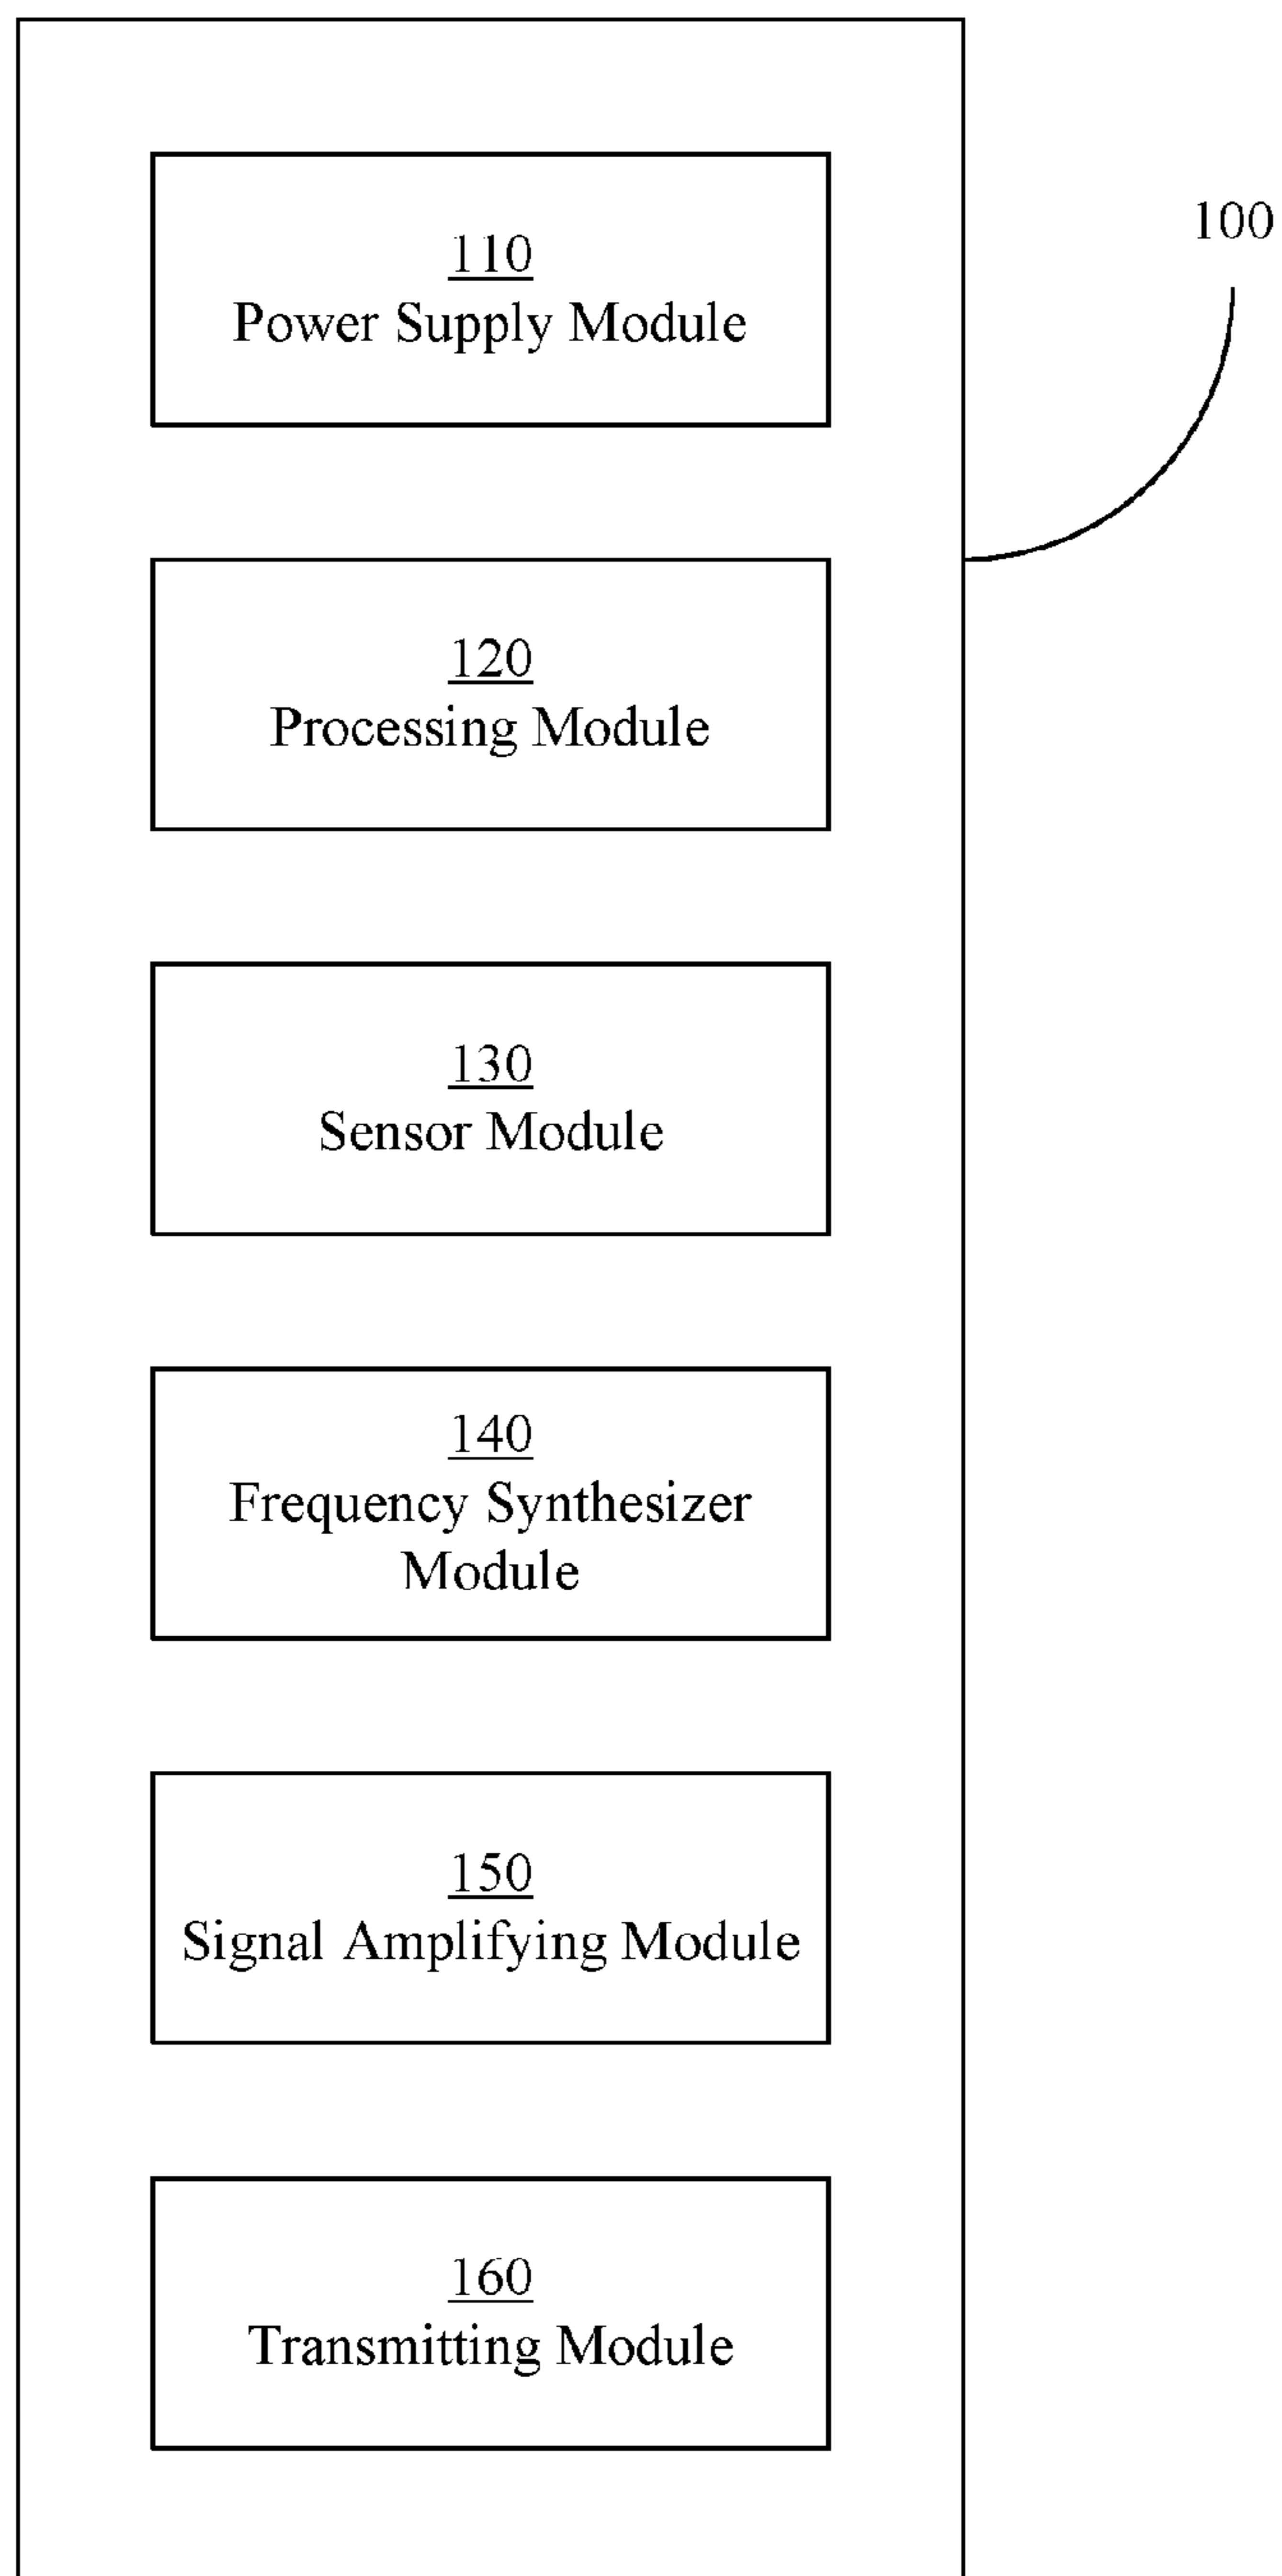 100
110
Power Supply Module
120
Processing Module
130
Sensor Module
140
Frequency Synthesizer
Module
150
Signal Amplifying Module
160
Transmitting Module